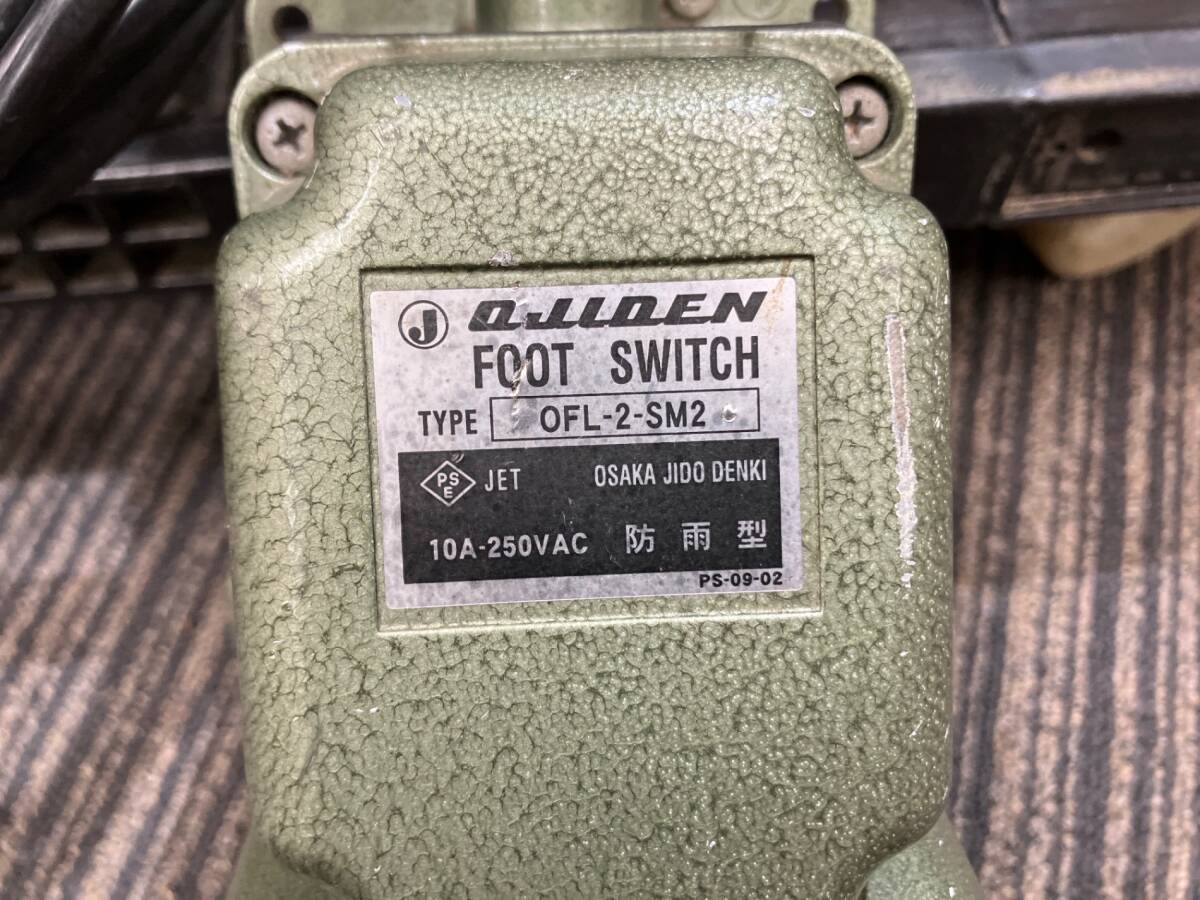 J OJIDEN
FOOT SWITCH
TYPE OFL-2-SM2
PSE JET OSAKA JIDO DENKI
10A-250VAC 防雨型
PS-09-02